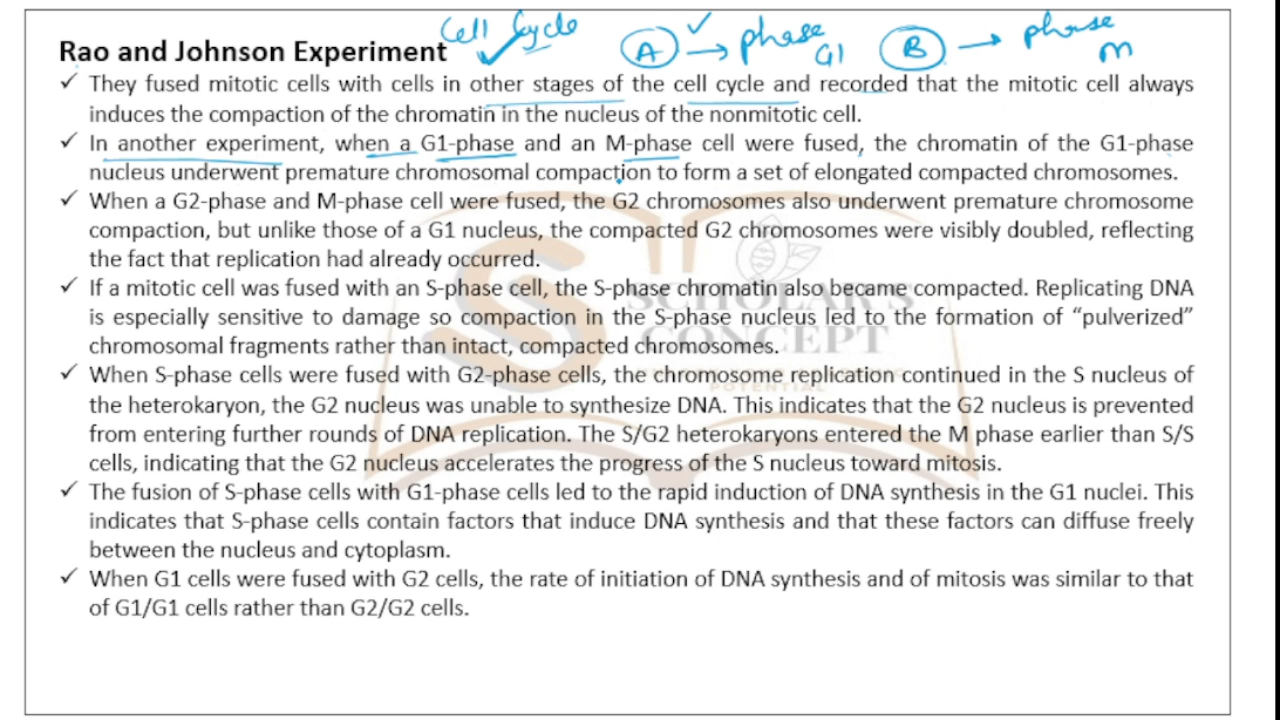 Cell Cycle
A → phase G1
B → phase M
Rao and Johnson Experiment
✓ They fused mitotic cells with cells in other stages of the cell cycle and recorded that the mitotic cell always
induces the compaction of the chromatin in the nucleus of the nonmitotic cell.
✓ In another experiment, when a G1-phase and an M-phase cell were fused, the chromatin of the G1-phase
nucleus underwent premature chromosomal compaction to form a set of elongated compacted chromosomes.
✓ When a G2-phase and M-phase cell were fused, the G2 chromosomes also underwent premature chromosome
compaction, but unlike those of a G1 nucleus, the compacted G2 chromosomes were visibly doubled, reflecting
the fact that replication had already occurred.
✓ If a mitotic cell was fused with an S-phase cell, the S-phase chromatin also became compacted. Replicating DNA
is especially sensitive to damage so compaction in the S-phase nucleus led to the formation of “pulverized”
chromosomal fragments rather than intact, compacted chromosomes.
✓ When S-phase cells were fused with G2-phase cells, the chromosome replication continued in the S nucleus of
the heterokaryon, the G2 nucleus was unable to synthesize DNA. This indicates that the G2 nucleus is prevented
from entering further rounds of DNA replication. The S/G2 heterokaryons entered the M phase earlier than S/S
cells, indicating that the G2 nucleus accelerates the progress of the S nucleus toward mitosis.
✓ The fusion of S-phase cells with G1-phase cells led to the rapid induction of DNA synthesis in the G1 nuclei. This
indicates that S-phase cells contain factors that induce DNA synthesis and that these factors can diffuse freely
between the nucleus and cytoplasm.
✓ When G1 cells were fused with G2 cells, the rate of initiation of DNA synthesis and of mitosis was similar to that
of G1/G1 cells rather than G2/G2 cells.
SCHOLAR'S
CONCEPT
POTENTIAL